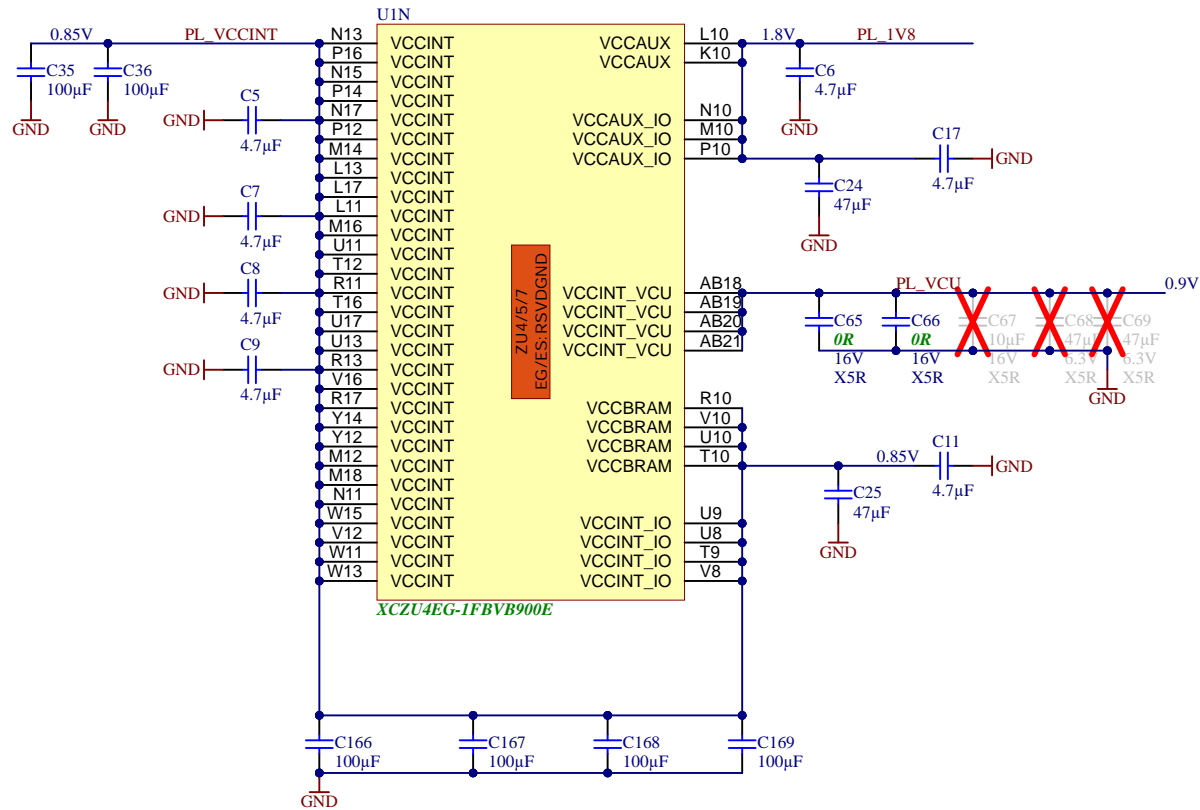 U1N
0.85V PL_VCCINT
C35
100µF
GND
C36
100µF
GND
GND C5 4.7µF
GND C7 4.7µF
GND C8 4.7µF
GND C9 4.7µF
N13 VCCINT
P16 VCCINT
N15 VCCINT
P14 VCCINT
N17 VCCINT
P12 VCCINT
M14 VCCINT
L13 VCCINT
L17 VCCINT
L11 VCCINT
M16 VCCINT
U11 VCCINT
T12 VCCINT
R11 VCCINT
T16 VCCINT
U17 VCCINT
U13 VCCINT
R13 VCCINT
V16 VCCINT
R17 VCCINT
Y14 VCCINT
Y12 VCCINT
M12 VCCINT
M18 VCCINT
N11 VCCINT
W15 VCCINT
V12 VCCINT
W11 VCCINT
W13 VCCINT
ZU4/5/7
EG/ES:RSVDGND
VCCAUX L10 1.8V PL_1V8
VCCAUX K10
C6
4.7µF
GND
VCCAUX_IO N10
VCCAUX_IO M10
VCCAUX_IO P10
C17
4.7µF
GND
C24
47µF
GND
VCCINT_VCU AB18 PL_VCU 0.9V
VCCINT_VCU AB19
VCCINT_VCU AB20
VCCINT_VCU AB21
C65
0R
16V
X5R
C66
0R
16V
X5R
C67
10µF
16V
X5R
C68
47µF
6.3V
X5R
C69
47µF
6.3V
X5R
GND
VCCBRAM R10
VCCBRAM V10
VCCBRAM U10
VCCBRAM T10
0.85V
C11
4.7µF
GND
C25
47µF
GND
VCCINT_IO U9
VCCINT_IO U8
VCCINT_IO T9
VCCINT_IO V8
XCZU4EG-1FBVB900E
C166
100µF
C167
100µF
C168
100µF
C169
100µF
GND